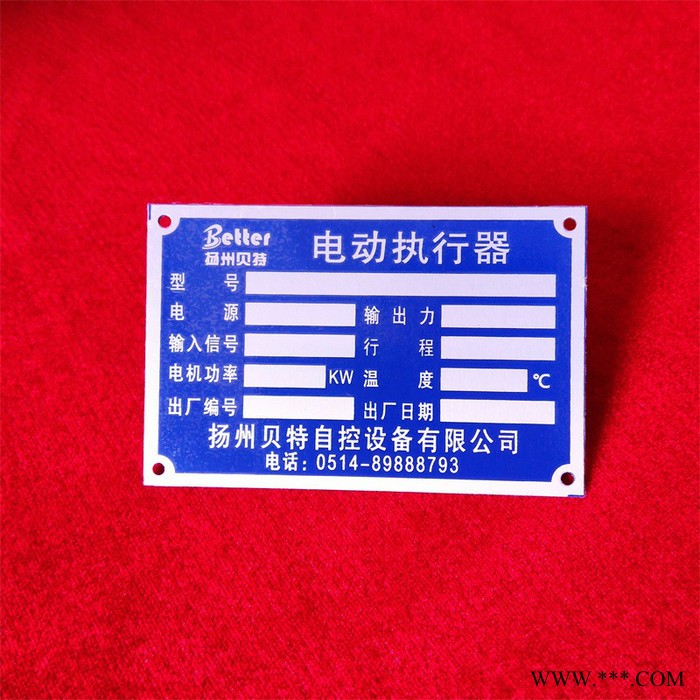 Better
扬州贝特
电动执行器
型 号
电 源 输 出 力
输入信号 行 程
电机功率 KW 温 度 ℃
出厂编号 出厂日期
扬州贝特自控设备有限公司
电话：0514-89888793
WWW.***.COM